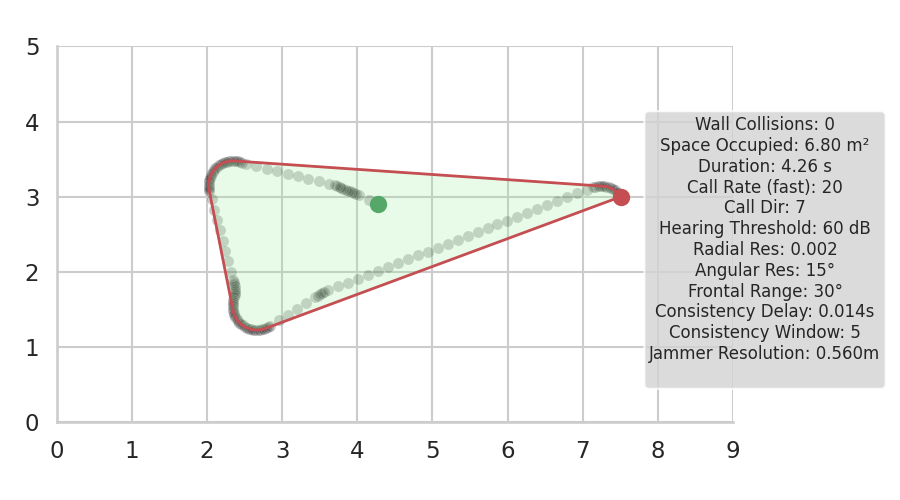 5
4
3
2
1
0
0 1 2 3 4 5 6 7 8 9
Wall Collisions: 0
Space Occupied: 6.80 m²
Duration: 4.26 s
Call Rate (fast): 20
Call Dir: 7
Hearing Threshold: 60 dB
Radial Res: 0.002
Angular Res: 15°
Frontal Range: 30°
Consistency Delay: 0.014s
Consistency Window: 5
Jammer Resolution: 0.560m